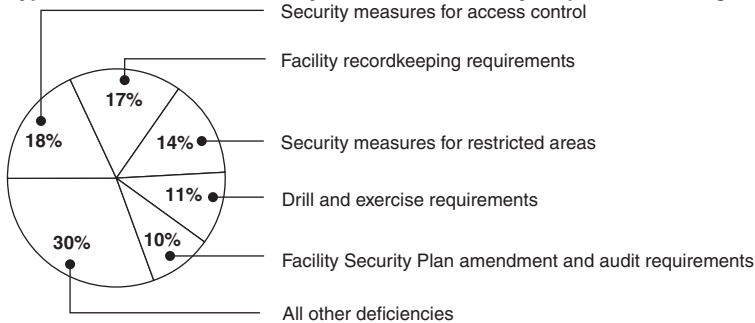 Security measures for access control
Facility recordkeeping requirements
17%
18%
14%
Security measures for restricted areas
11%
Drill and exercise requirements
30%
10%
Facility Security Plan amendment and audit requirements
All other deficiencies